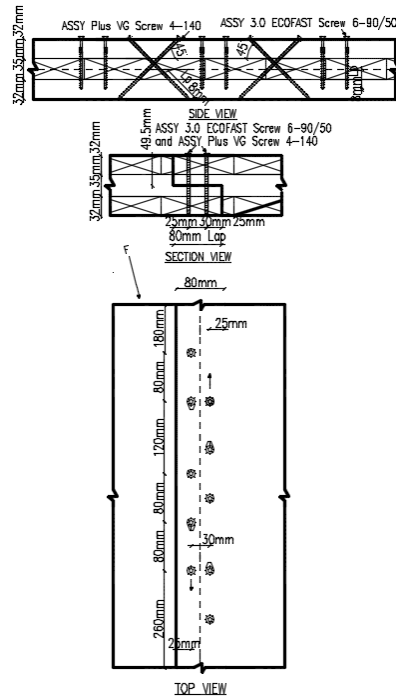 ASSY Plus VG Screw 4-140
ASSY 3.0 ECOFAST Screw 6-90/50
32mm 35mm 32mm
45
45
SIDE VIEW
ASSY 3.0 ECOFAST Screw 6-90/50
and ASSY Plus VG Screw 4-140
49.5mm
32mm 35mm 32mm
25mm 30mm 25mm
80mm Lap
SECTION VIEW
F
80mm
25mm
180mm
80mm
120mm
80mm
30mm
80mm
260mm
25mm
TOP VIEW